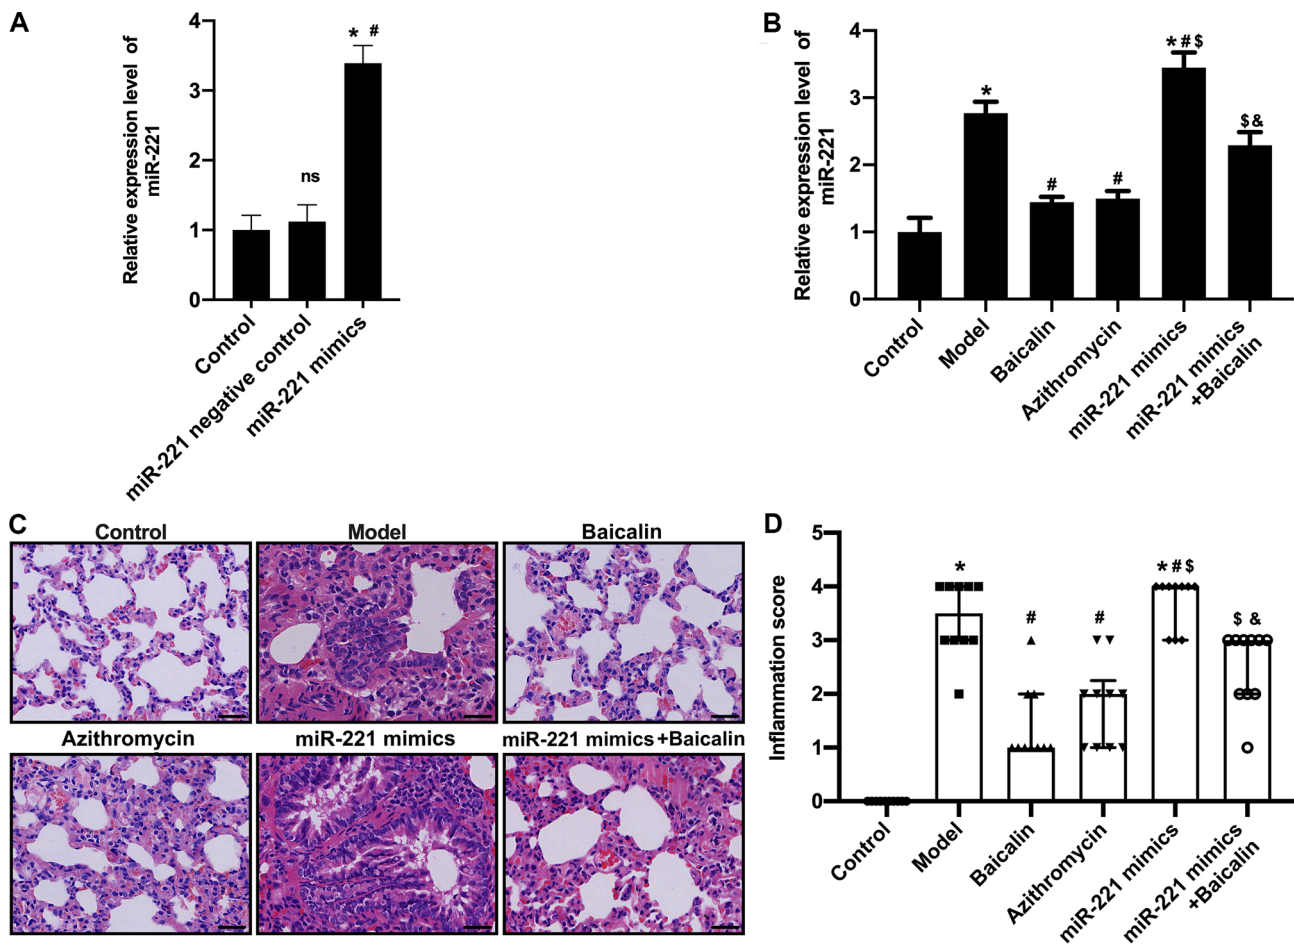 A
Relative expression level of
miR-221
4
3
2
1
0
ns
* #
Control
miR-221 negative control
miR-221 mimics
B
Relative expression level of
miR-221
4
3
2
1
0
*
#
#
* # $
$ &
Control
Model
Baicalin
Azithromycin
miR-221 mimics
miR-221 mimics
+Baicalin
C
Control
Model
Baicalin
Azithromycin
miR-221 mimics
miR-221 mimics +Baicalin
D
Inflammation score
5
4
3
2
1
0
*
#
#
* # $
$ &
Control
Model
Baicalin
Azithromycin
miR-221 mimics
miR-221 mimics
+Baicalin